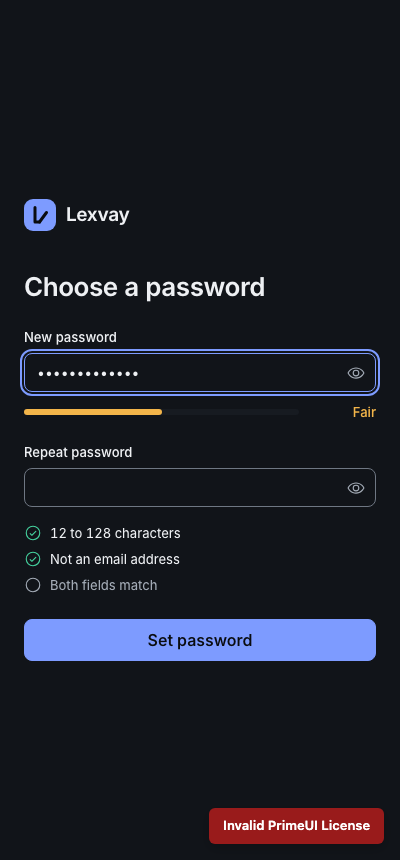 Lexvay
Choose a password
New password
•••••••••••••
Fair
Repeat password
12 to 128 characters
Not an email address
Both fields match
Set password
Invalid PrimeUI License